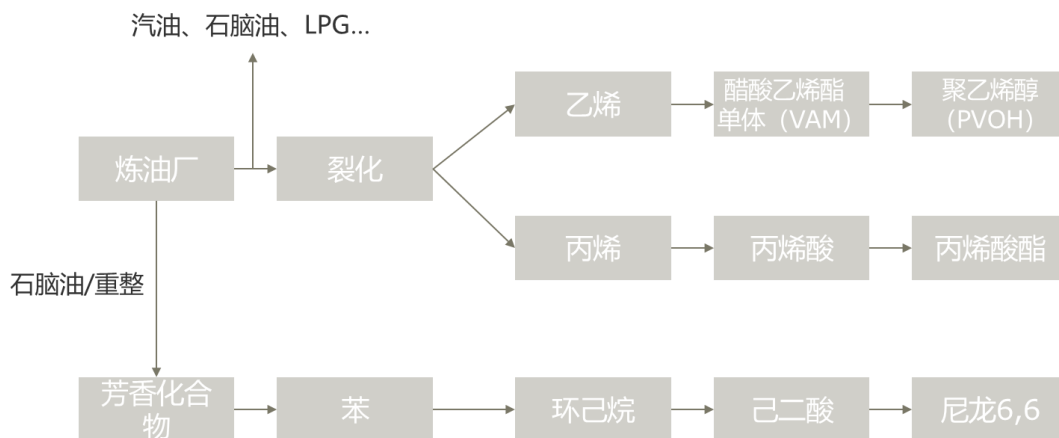 汽油、石脑油、LPG...
乙烯
醋酸乙烯酯
单体（VAM）
聚乙烯醇
（PVOH）
炼油厂
裂化
丙烯
丙烯酸
丙烯酸酯
石脑油/重整
芳香化合
物
苯
环己烷
己二酸
尼龙6,6